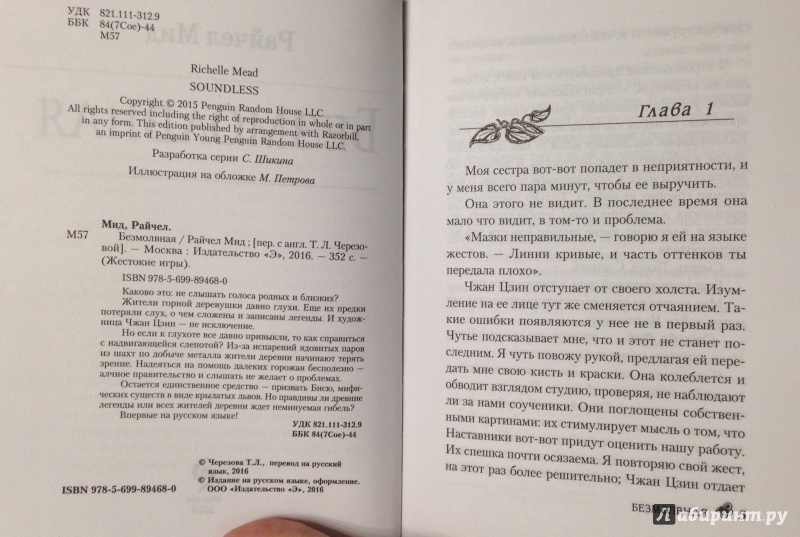 УДК 821.111-312.9
ББК 84(7Сое)-44
М57
Richelle Mead
SOUNDLESS
Copyright © 2015 Penguin Random House LLC.
All rights reserved including the right of reproduction in whole or in part
in any form. This edition published by arrangement with Razorbill,
an imprint of Penguin Young Penguin Random House LLC.
Разработка серии С. Шикина
Иллюстрация на обложке М. Петрова
Мид, Райчел.
М57 Безмолвная / Райчел Мид ; [пер. с англ. Т. Л. Черезо-
вой]. — Москва : Издательство «Э», 2016. — 352 с. —
(Жестокие игры).
ISBN 978-5-699-89468-0
Каково это: не слышать голоса родных и близких?
Жители горной деревушки давно глухи. Еще их предки
потеряли слух, о чем сложены и записаны легенды. И худож-
ница Чжан Цзин — не исключение.
Но если к глухоте все давно привыкли, то как справиться
с надвигающейся слепотой? Из-за испарений ядовитых паров
из шахт по добыче металла жители деревни начинают терять
зрение. Надеяться на помощь далеких горожан бесполезно —
алчное правительство и слышать не желает о проблемах.
Остается единственное средство — призвать Бисю, мифи-
ческих существ в виде крылатых львов. Но правдивы ли древние
легенды или всех жителей деревни ждет неминуемая гибель?
Впервые на русском языке!
УДК 821.111-312.9
ББК 84(7Сое)-44
© Черезова Т.Л., перевод на русский
язык, 2016
© Издание на русском языке, оформление.
ООО «Издательство «Э», 2016
ISBN 978-5-699-89468-0
Глава 1
Моя сестра вот-вот попадет в неприятности, и
у меня всего пара минут, чтобы ее выручить.
Она этого не видит. В последнее время она
мало что видит, в том-то и проблема.
«Мазки неправильные, — говорю я ей на языке
жестов. — Линии кривые, и часть оттенков ты
передала плохо».
Чжан Цзин отступает от своего холста. Изум-
ление на ее лице тут же сменяется отчаянием. Та-
кие ошибки появляются у нее не в первый раз.
Чутье подсказывает мне, что и этот не станет по-
следним. Я чуть повожу рукой, предлагая ей пере-
дать мне свою кисть и краски. Она колеблется и
обводит взглядом студию, проверяя, не наблюдают
ли за нами соученики. Они поглощены собствен-
ными картинами: их стимулирует мысль о том, что
Наставники вот-вот придут оценить нашу работу.
Их спешка почти осязаема. Я повторяю свой жест,
на этот раз более решительно; Чжан Цзин отдает
Лабиринт.ру